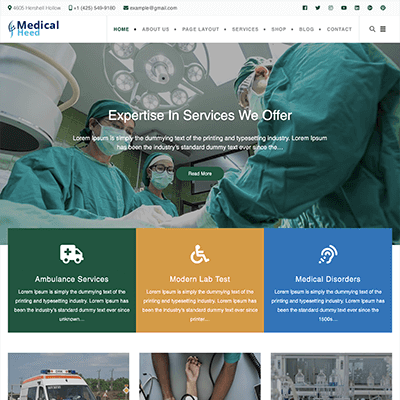 4605 Hershell Hollow +1 (425) 549-9180 example@gmail.com
Medical
Heed
HOME ABOUT US PAGE LAYOUT SERVICES SHOP BLOG CONTACT
Expertise In Services We Offer
Lorem Ipsum is simply the dummying text of the printing and typesetting industry. Lorem Ipsum
has been the industry's standard dummy text ever since…
Read More
Ambulance Services
Lorem Ipsum is simply the dummying text of the
printing and typesetting industry. Lorem Ipsum
has been the industry's standard dummy text ever since
unknown…
Modern Lab Test
Lorem Ipsum is simply the dummying text of the
printing and typesetting industry. Lorem Ipsum
has been the industry's standard dummy text ever since
printer…
Medical Disorders
Lorem Ipsum is simply the dummying text of the
printing and typesetting industry. Lorem Ipsum
has been the industry's standard dummy text ever since the
1500s…